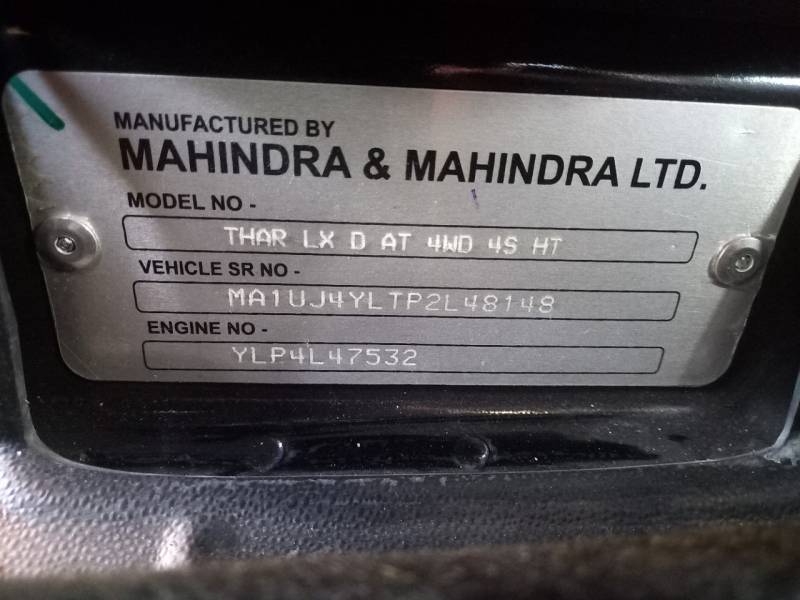 MANUFACTURED BY
MAHINDRA & MAHINDRA LTD.
MODEL NO -
THAR LX D AT 4WD 4S HT
VEHICLE SR NO -
MA1UJ4YLTP2L48148
ENGINE NO -
YLP4L47532